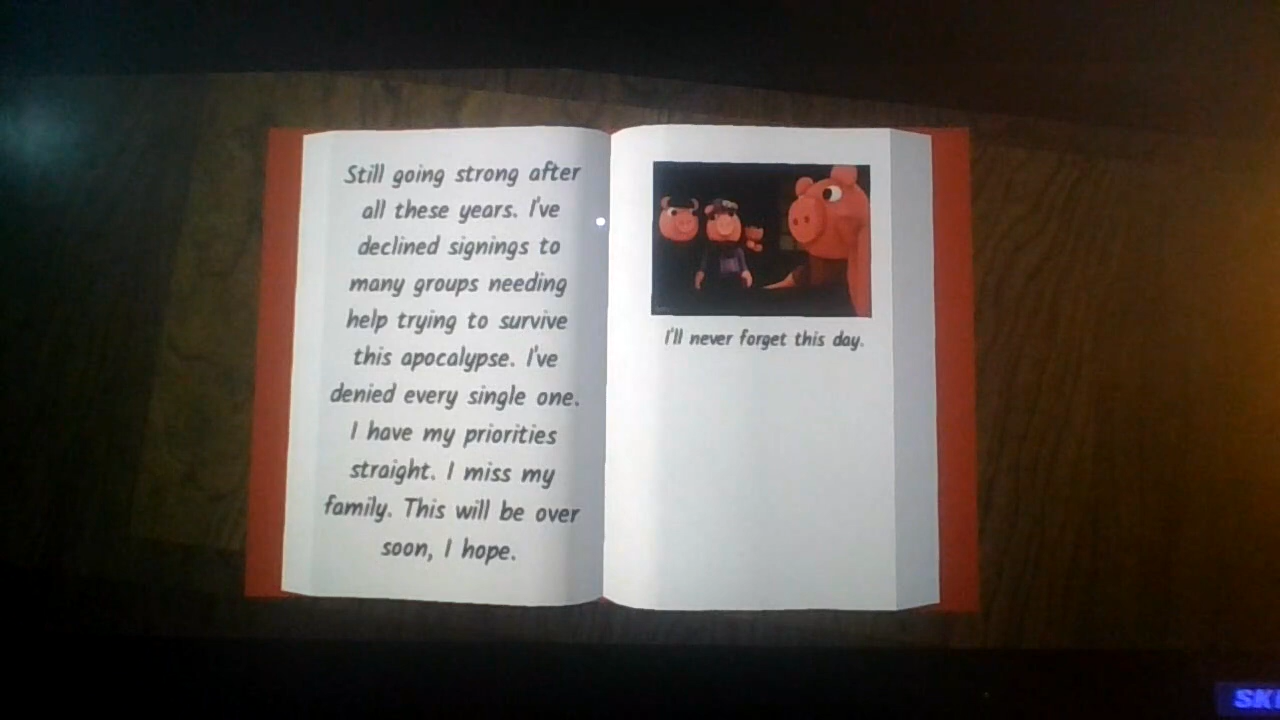 Still going strong after
all these years. I've
declined signings to
many groups needing
help trying to survive
this apocalypse. I've
denied every single one.
I have my priorities
straight. I miss my
family. This will be over
soon, I hope.
I'll never forget this day.